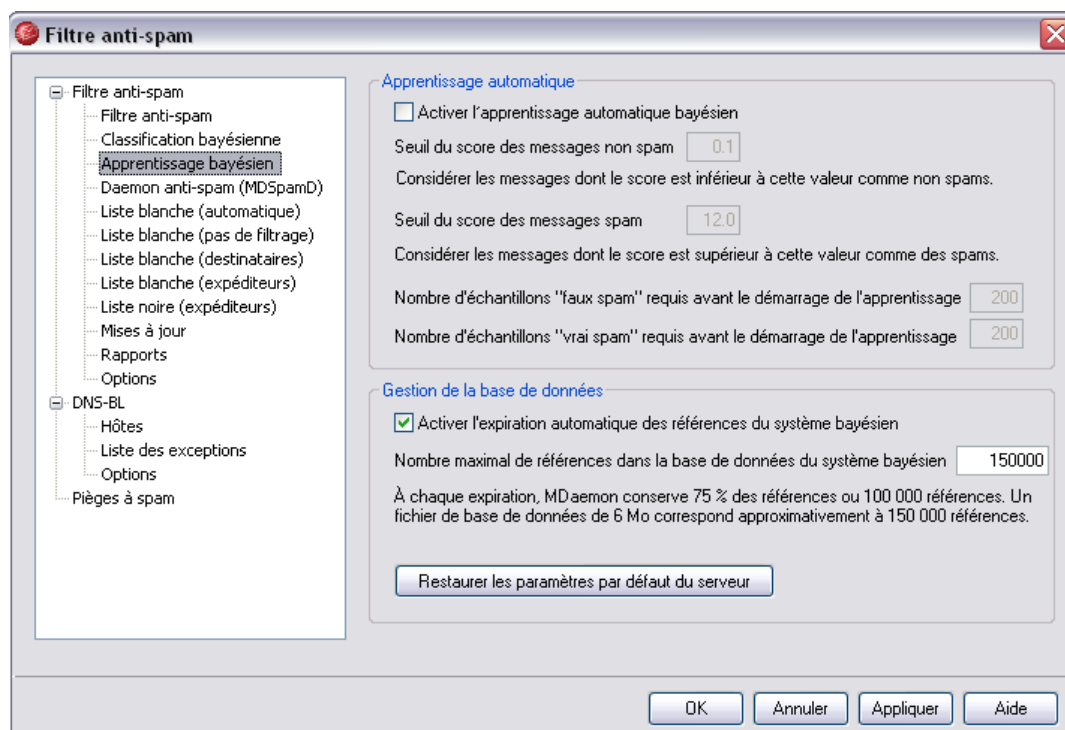 Filtre anti-spam
Filtre anti-spam
Filtre anti-spam
Classification bayésienne
Apprentissage bayésien
Daemon anti-spam (MDSpamD)
Liste blanche (automatique)
Liste blanche (pas de filtrage)
Liste blanche (destinataires)
Liste blanche (expéditeurs)
Liste noire (expéditeurs)
Mises à jour
Rapports
Options
DNS-BL
Hôtes
Liste des exceptions
Options
Pièges à spam
Apprentissage automatique
Activer l'apprentissage automatique bayésien
Seuil du score des messages non spam 0.1
Considérer les messages dont le score est inférieur à cette valeur comme non spams.
Seuil du score des messages spam 12.0
Considérer les messages dont le score est supérieur à cette valeur comme des spams.
Nombre d'échantillons "faux spam" requis avant le démarrage de l'apprentissage 200
Nombre d'échantillons "vrai spam" requis avant le démarrage de l'apprentissage 200
Gestion de la base de données
Activer l'expiration automatique des références du système bayésien
Nombre maximal de références dans la base de données du système bayésien 150000
À chaque expiration, MDaemon conserve 75 % des références ou 100 000 références. Un
fichier de base de données de 6 Mo correspond approximativement à 150 000 références.
Restaurer les paramètres par défaut du serveur
OK Annuler Appliquer Aide